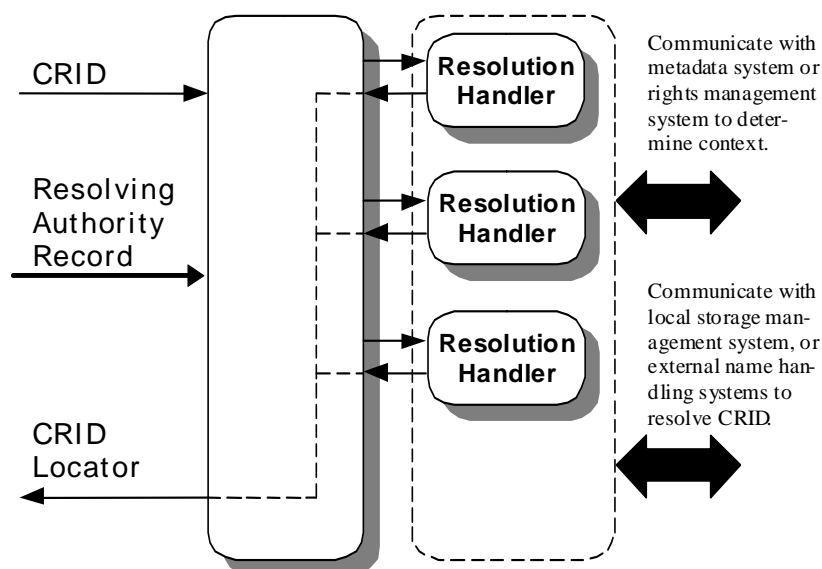 CRID
Resolving
Authority
Record
CRID
Locator
Resolution
Handler
Resolution
Handler
Resolution
Handler
Communicate with
metadata system or
rights management
system to deter-
mine context.
Communicate with
local storage man-
agement system, or
external name han-
dling systems to
resolve CRID.